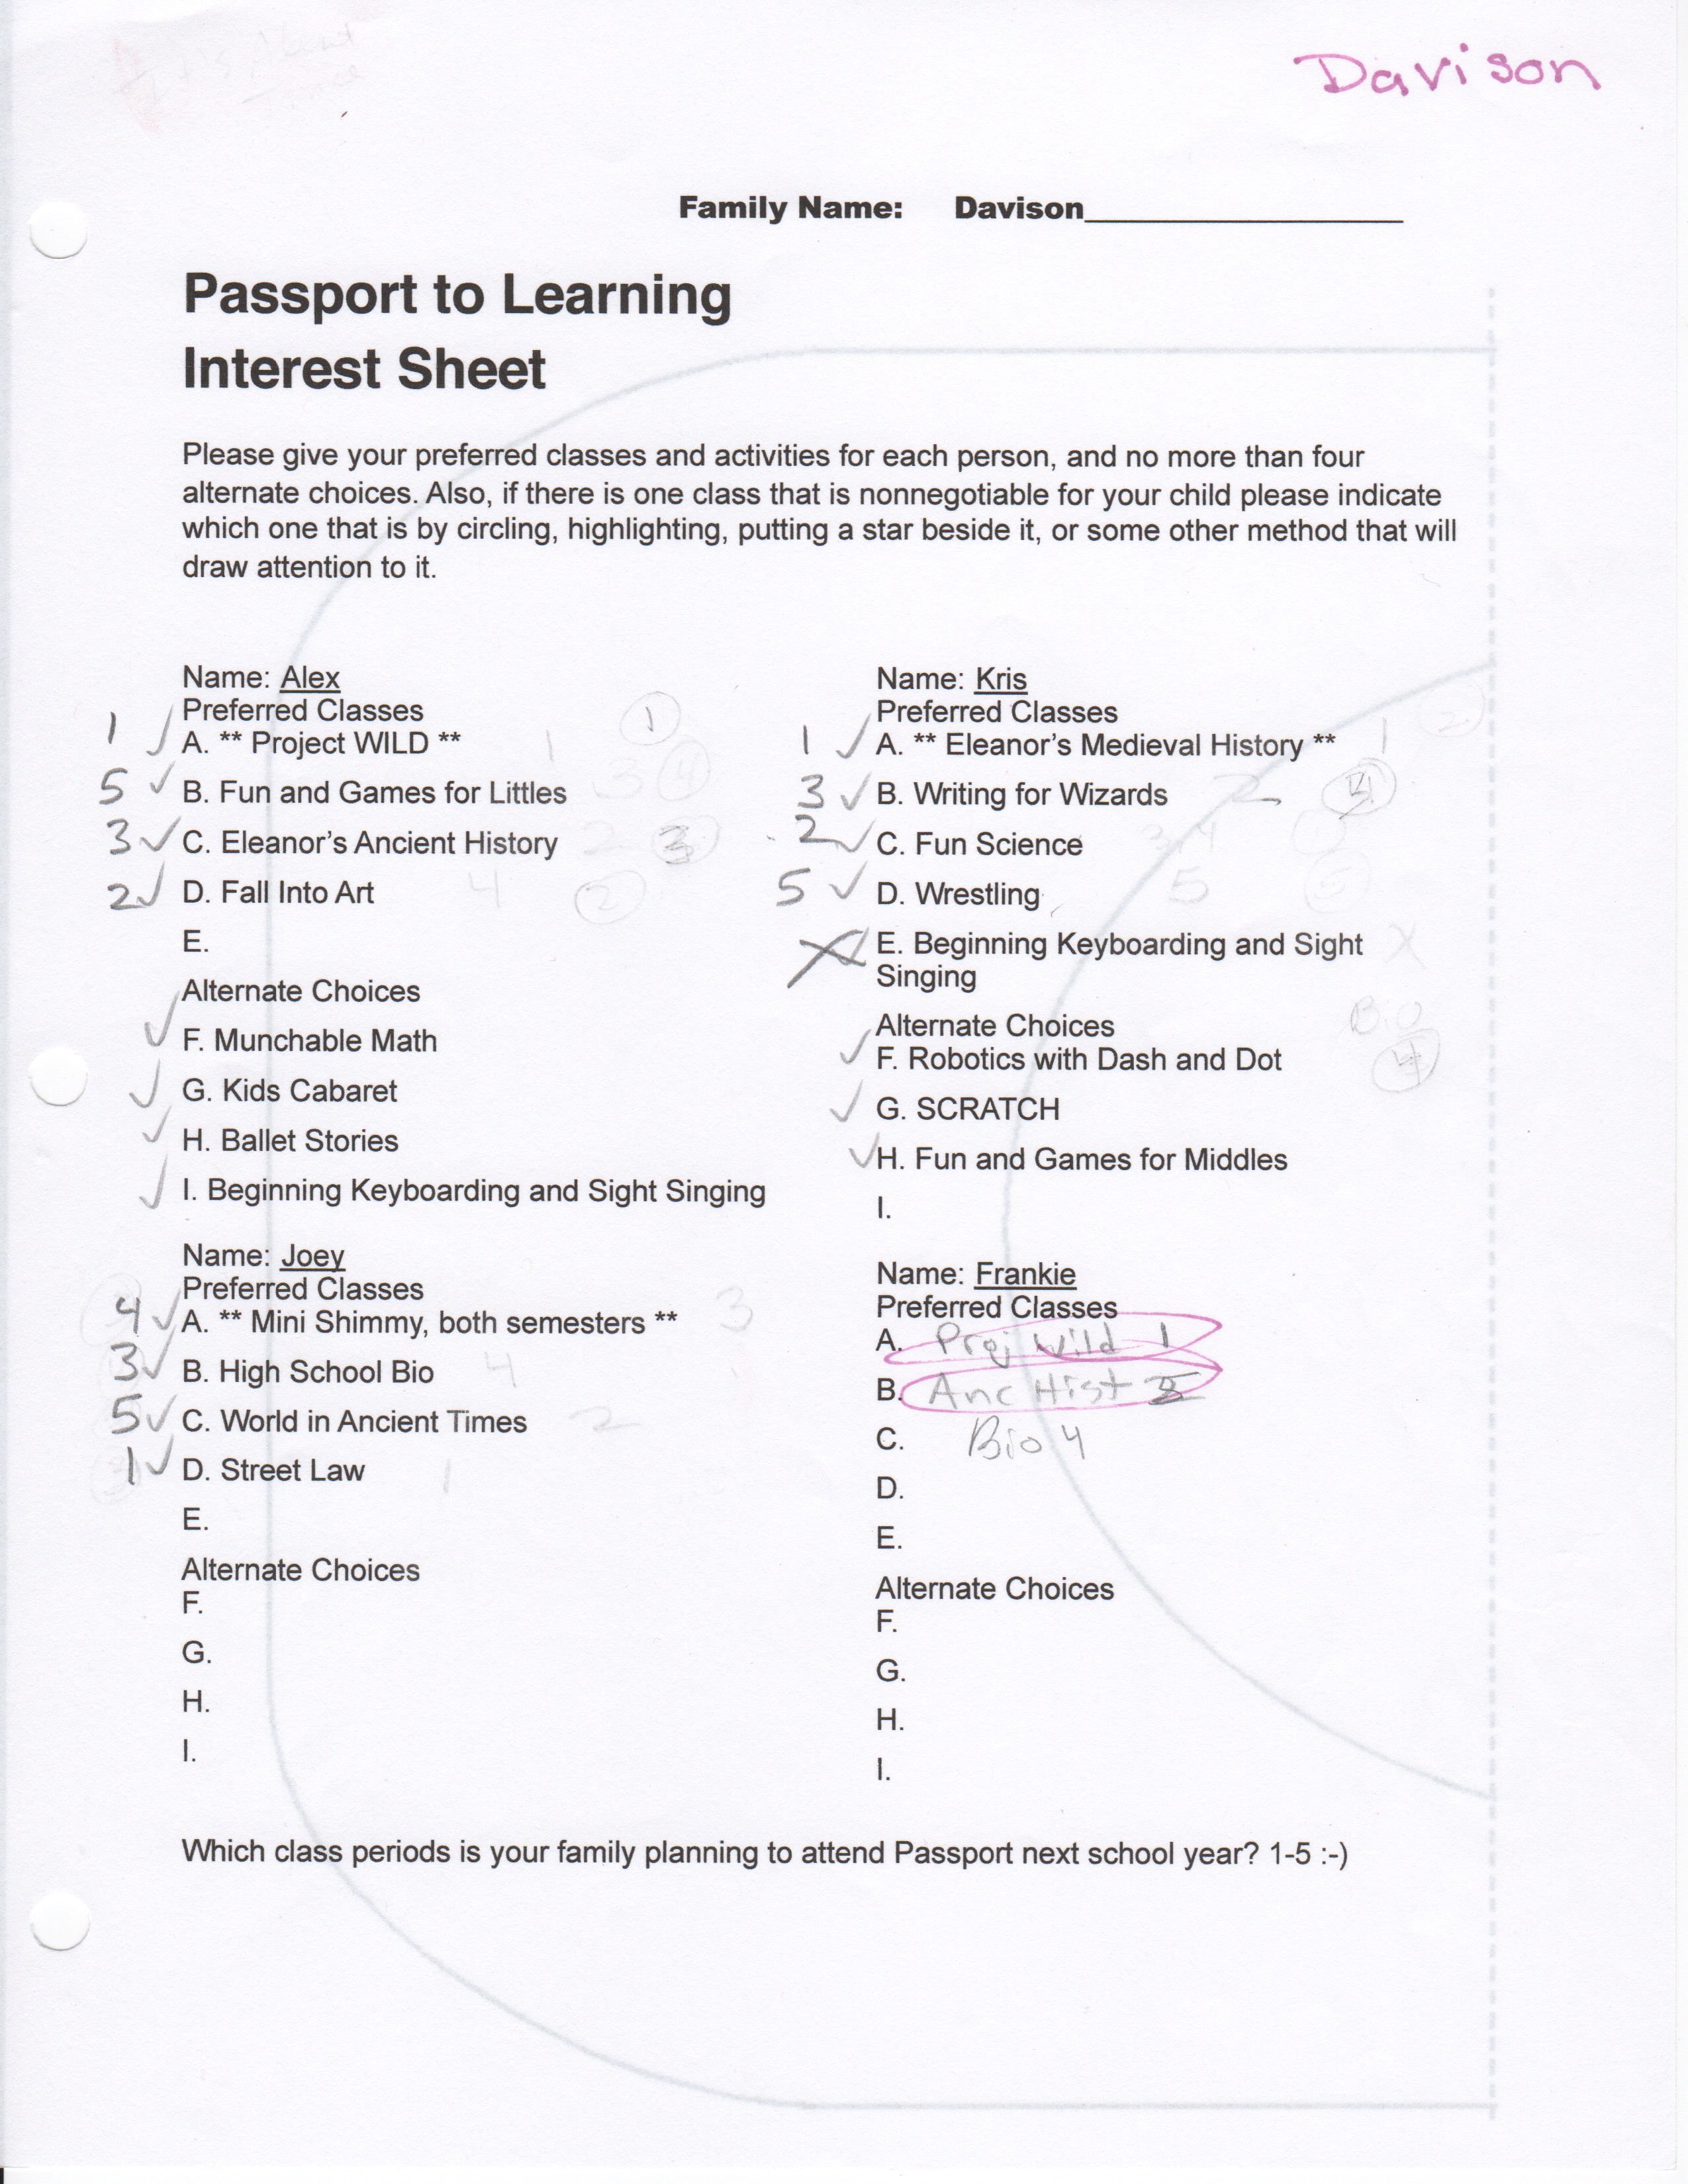 Davison
Family Name: Davison
Passport to Learning
Interest Sheet
Please give your preferred classes and activities for each person, and no more than four
alternate choices. Also, if there is one class that is nonnegotiable for your child please indicate
which one that is by circling, highlighting, putting a star beside it, or some other method that will
draw attention to it.
Name: Alex
Preferred Classes
1 ✓ A. ** Project WILD ** 1 1
5 ✓ B. Fun and Games for Littles 3 4
3 ✓ C. Eleanor's Ancient History 2 3
2 ✓ D. Fall Into Art 4 2
E.
Alternate Choices
✓ F. Munchable Math
✓ G. Kids Cabaret
✓ H. Ballet Stories
✓ I. Beginning Keyboarding and Sight Singing
Name: Kris
Preferred Classes
1 ✓ A. ** Eleanor's Medieval History ** 1 2
3 ✓ B. Writing for Wizards 2
2 ✓ C. Fun Science 3, 4
5 ✓ D. Wrestling 5 5
X E. Beginning Keyboarding and Sight X
Singing
Alternate Choices Bio
✓ F. Robotics with Dash and Dot 4
✓ G. SCRATCH
✓ H. Fun and Games for Middles
I.
Name: Joey
Preferred Classes
4 ✓ A. ** Mini Shimmy, both semesters ** 3
3 ✓ B. High School Bio 4
5 ✓ C. World in Ancient Times 2
1 ✓ D. Street Law 1
E.
Alternate Choices
F.
G.
H.
I.
Name: Frankie
Preferred Classes
A. Proj Wild 1
B. Anc Hist
C. Bio 4
D.
E.
Alternate Choices
F.
G.
H.
I.
Which class periods is your family planning to attend Passport next school year? 1-5 :-)